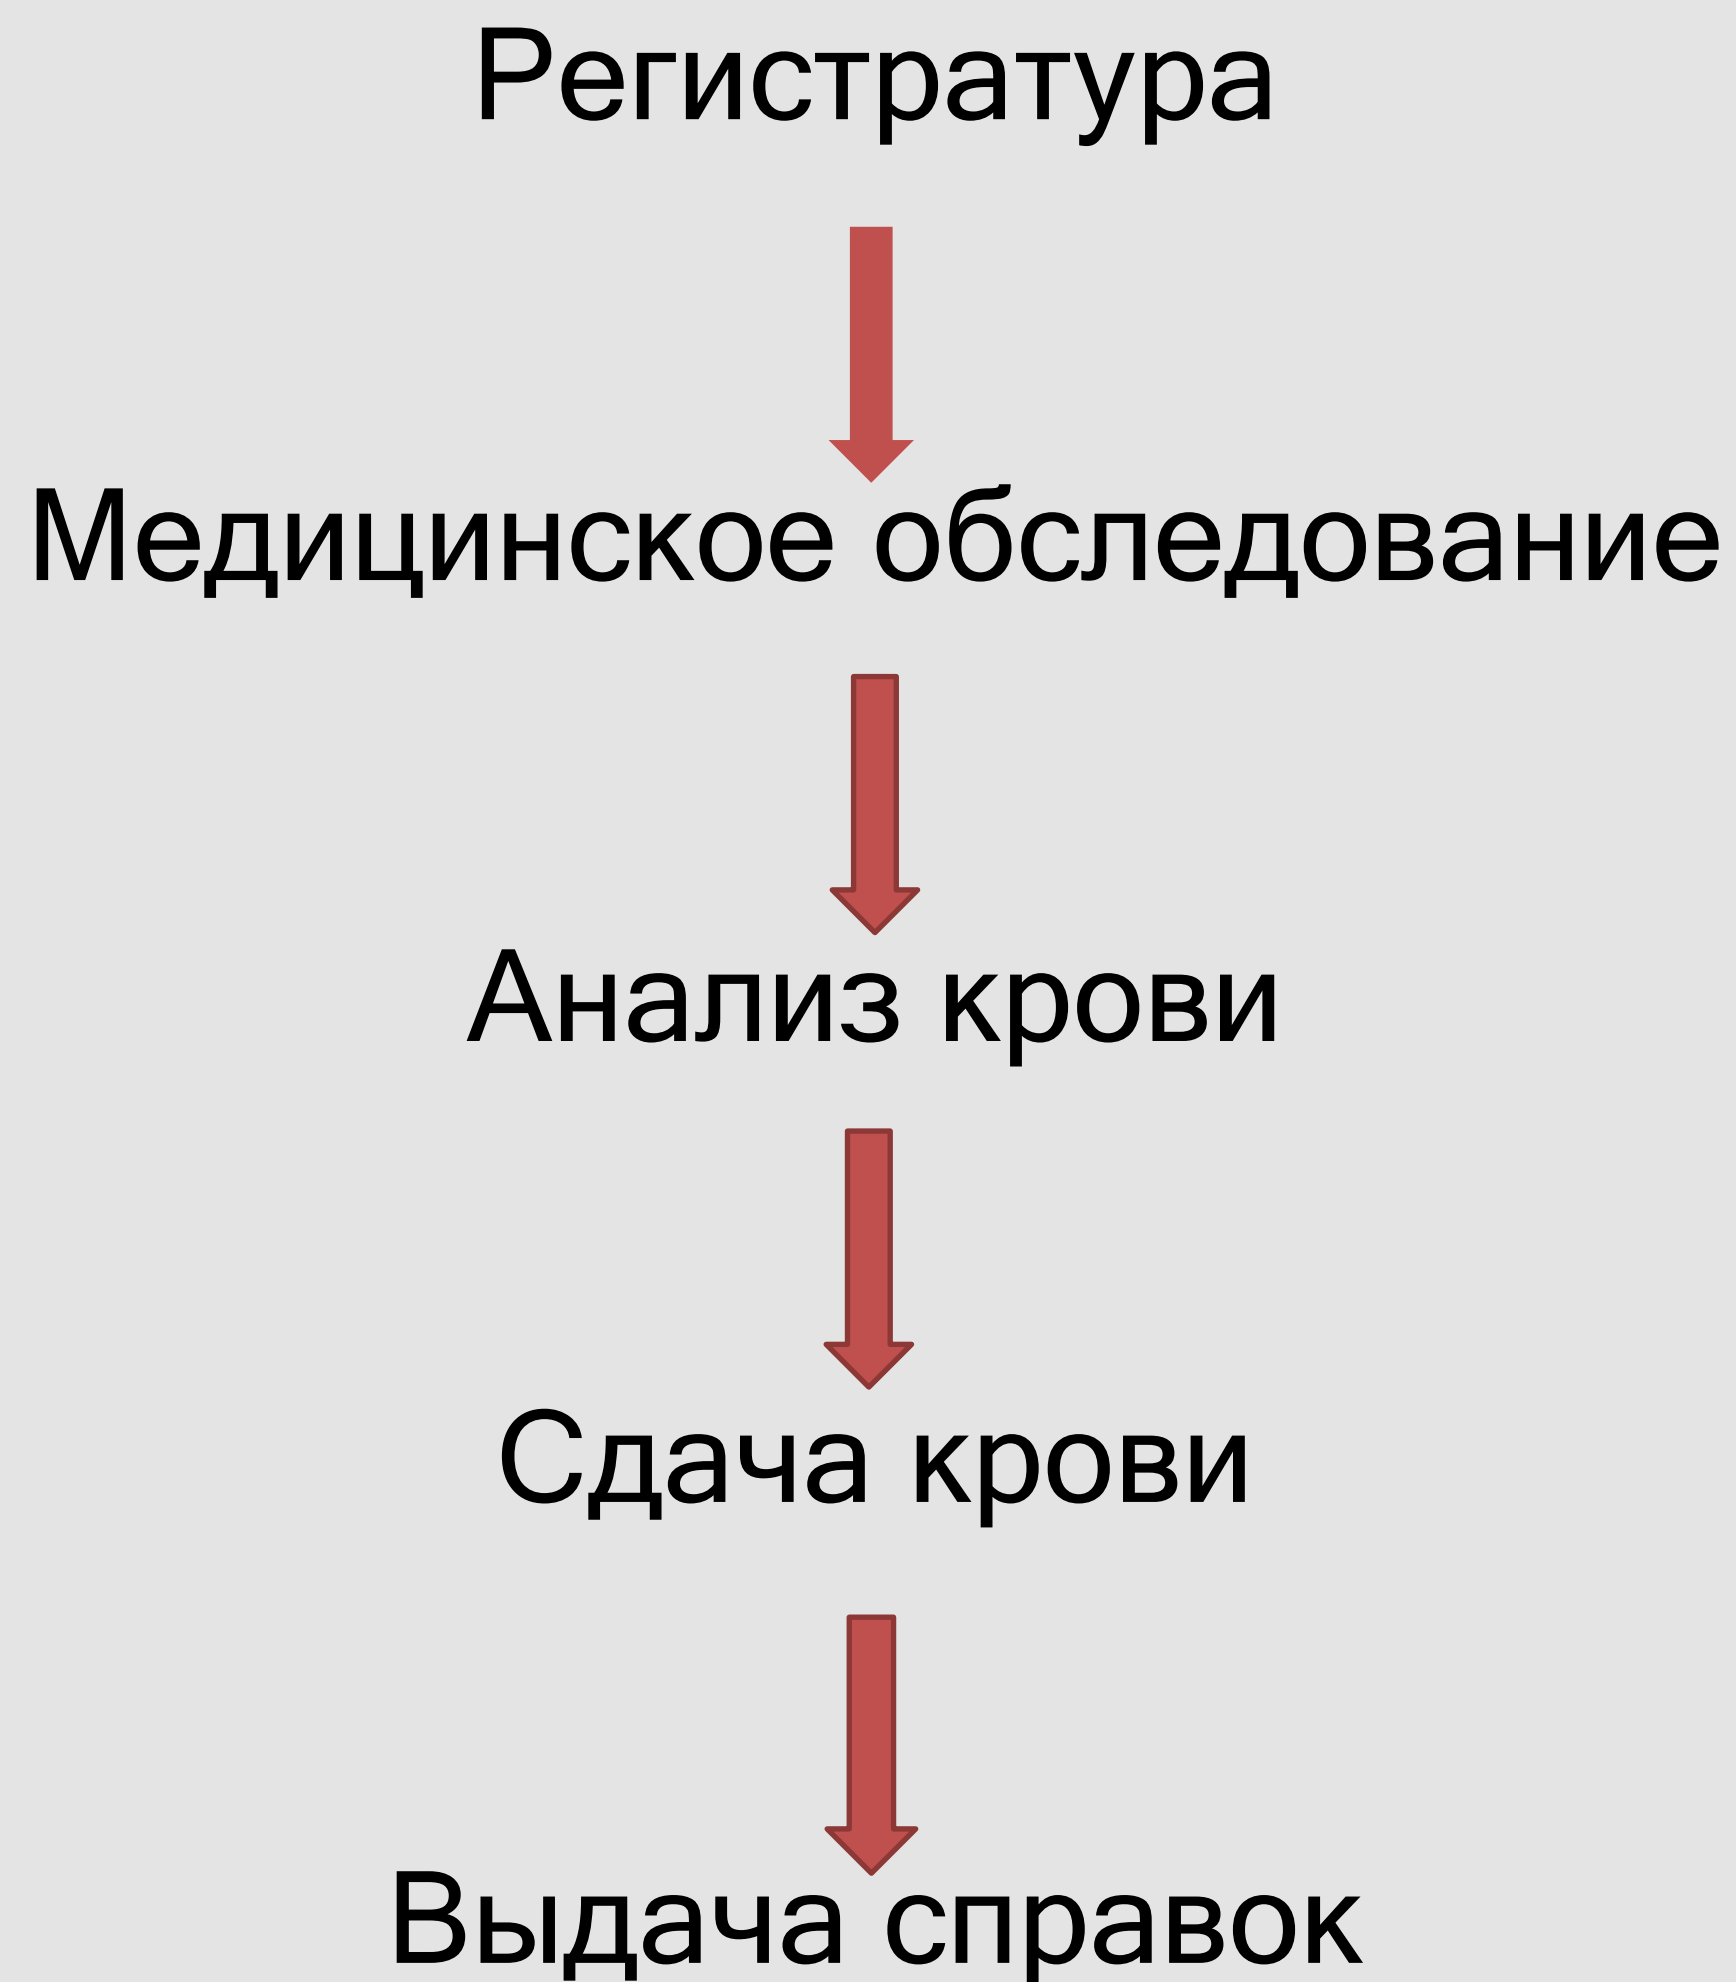 Регистратура
Медицинское обследование
Анализ крови
Сдача крови
Выдача справок